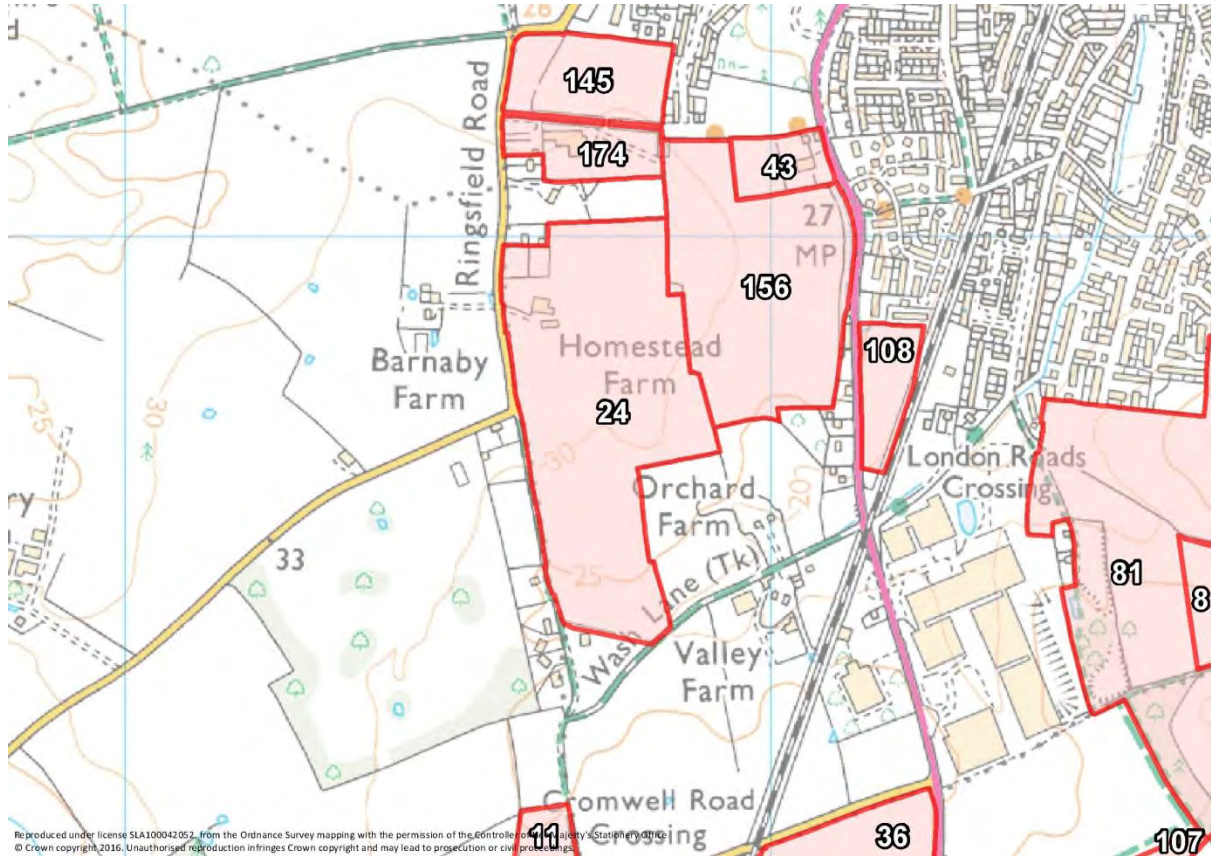 28
145
Ringsfield Road
174
43
27
MP
156
Barnaby
Farm
Homestead
Farm
108
24
30
25
30
20
London Roads
Crossing
Orchard
Farm
33
25
81
8
Wash Lane (Tk)
Valley
Farm
Cromwell Road
Crossing
11
36
107
Reproduced under license SLA100042052, from the Ordnance Survey mapping with the permission of the Controller of Her Majesty's Stationery Office
© Crown copyright 2016. Unauthorised reproduction infringes Crown copyright and may lead to prosecution or civil proceedings.